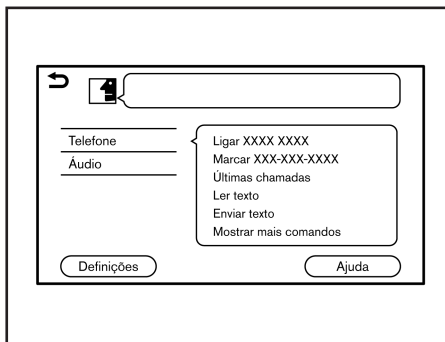 Telefone
Áudio
Ligar XXXX XXXX
Marcar XXX-XXX-XXXX
Últimas chamadas
Ler texto
Enviar texto
Mostrar mais comandos
Definições
Ajuda